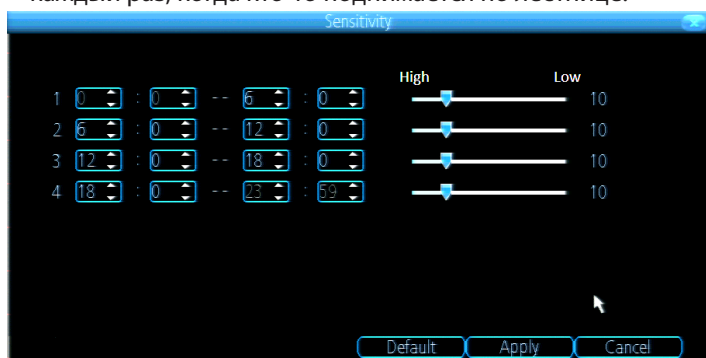 каждый раз, когда кто-то поднимается по лестнице.
Sensitivity
High Low
1 0 : 0 -- 6 : 0 10
2 6 : 0 -- 12 : 0 10
3 12 : 0 -- 18 : 0 10
4 18 : 0 -- 23 : 59 10
Default Apply Cancel